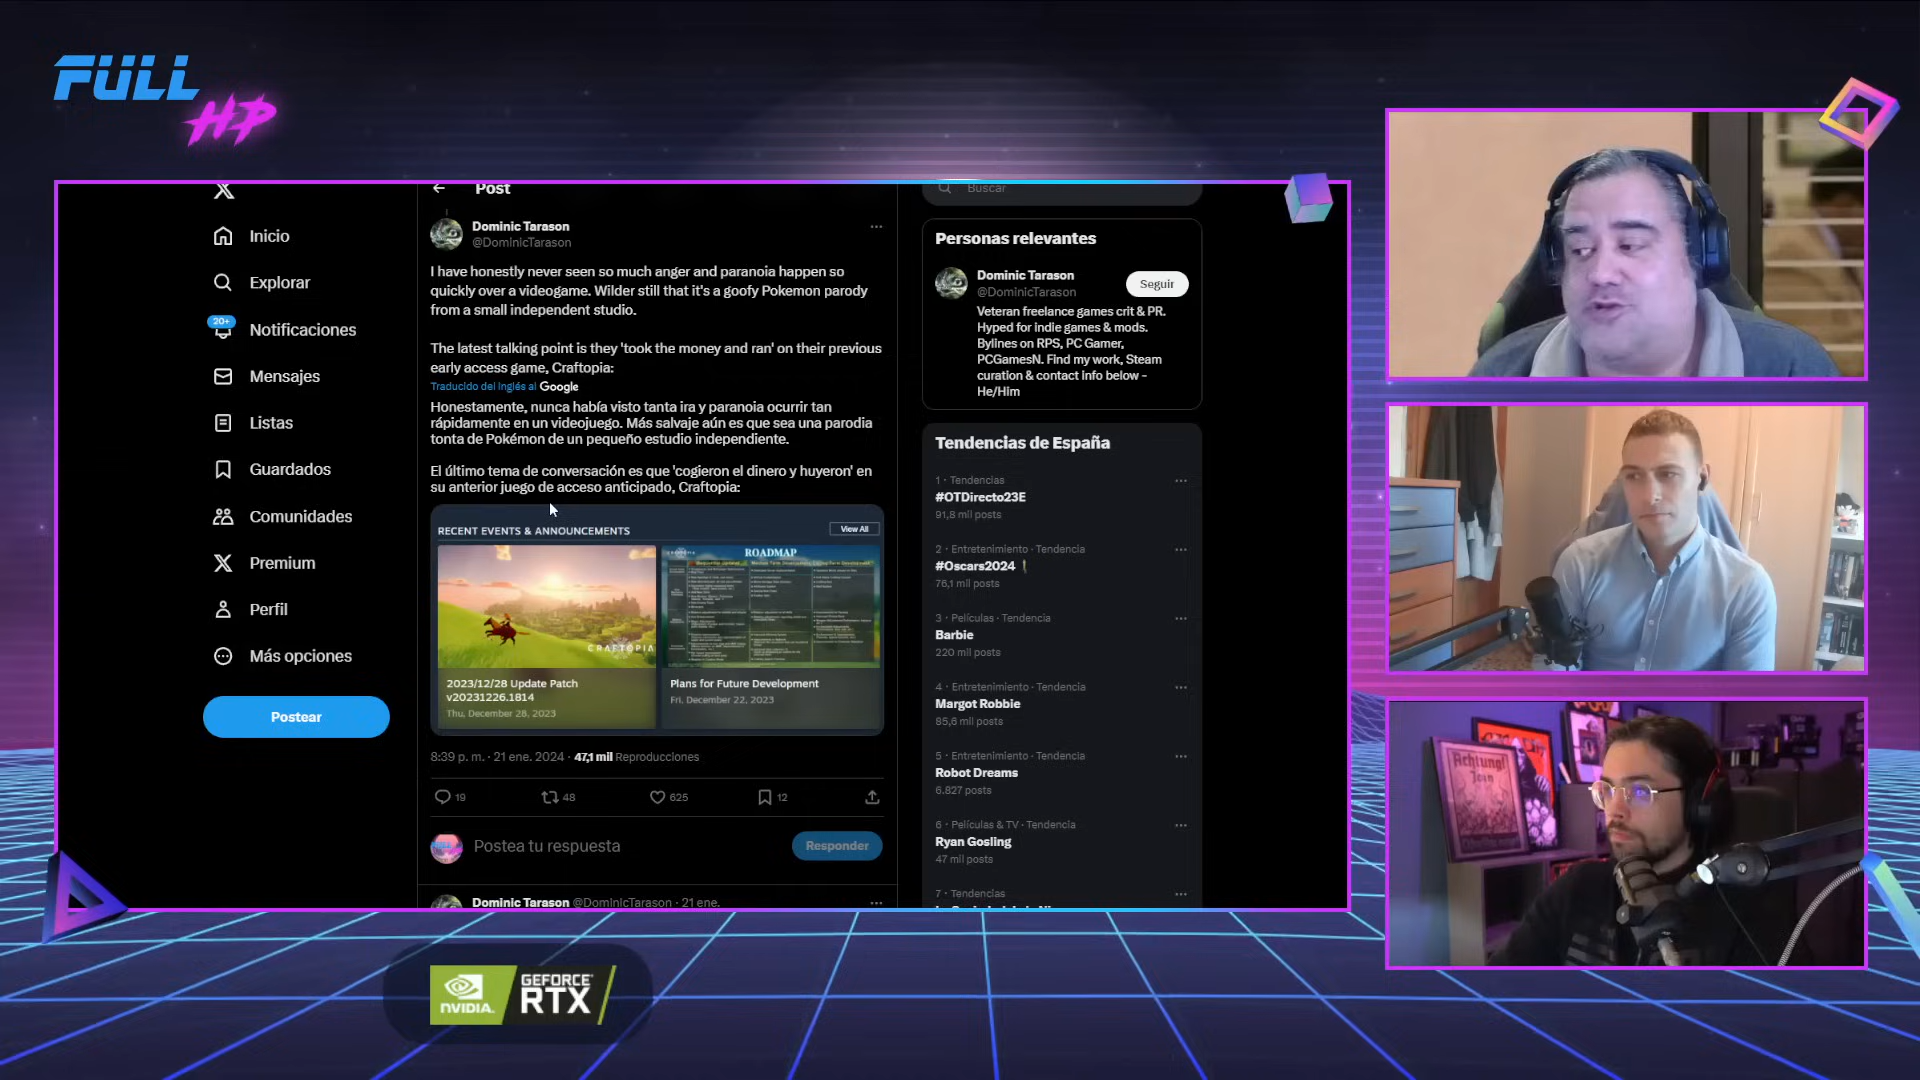 FULL
HP
Post
Buscar
Inicio
Explorar
20+
Notificaciones
Mensajes
Listas
Guardados
Comunidades
Premium
Perfil
Más opciones
Postear
Dominic Tarason
@DominicTarason
I have honestly never seen so much anger and paranoia happen so
quickly over a videogame. Wilder still that it's a goofy Pokemon parody
from a small independent studio.
The latest talking point is they 'took the money and ran' on their previous
early access game, Craftopia:
Traducido del inglés al Google
Honestamente, nunca había visto tanta ira y paranoia ocurrir tan
rápidamente en un videojuego. Más salvaje aún es que sea una parodia
tonta de Pokémon de un pequeño estudio independiente.
El último tema de conversación es que 'cogieron el dinero y huyeron' en
su anterior juego de acceso anticipado, Craftopia:
RECENT EVENTS & ANNOUNCEMENTS
View All
CRAFTOPIA
ROADMAP
2023/12/28 Update Patch
v20231226.1814
Thu, December 28, 2023
Plans for Future Development
Fri, December 22, 2023
8:39 p. m. · 21 ene. 2024 · 47,1 mil Reproducciones
19
48
625
12
Postea tu respuesta
Responder
Dominic Tarason @DominicTarason · 21 ene.
Personas relevantes
Dominic Tarason
@DominicTarason
Seguir
Veteran freelance games crit & PR.
Hyped for indie games & mods.
Bylines on RPS, PC Gamer,
PCGamesN. Find my work, Steam
curation & contact info below -
He/Him
Tendencias de España
1 · Tendencias
#OTDirecto23E
91,8 mil posts
2 · Entretenimiento · Tendencia
#Oscars2024
76,1 mil posts
3 · Películas · Tendencia
Barbie
220 mil posts
4 · Entretenimiento · Tendencia
Margot Robbie
85,6 mil posts
5 · Entretenimiento · Tendencia
Robot Dreams
6.827 posts
6 · Películas & TV · Tendencia
Ryan Gosling
47 mil posts
7 · Tendencias
Achtung!
Join
NVIDIA.
GEFORCE
RTX